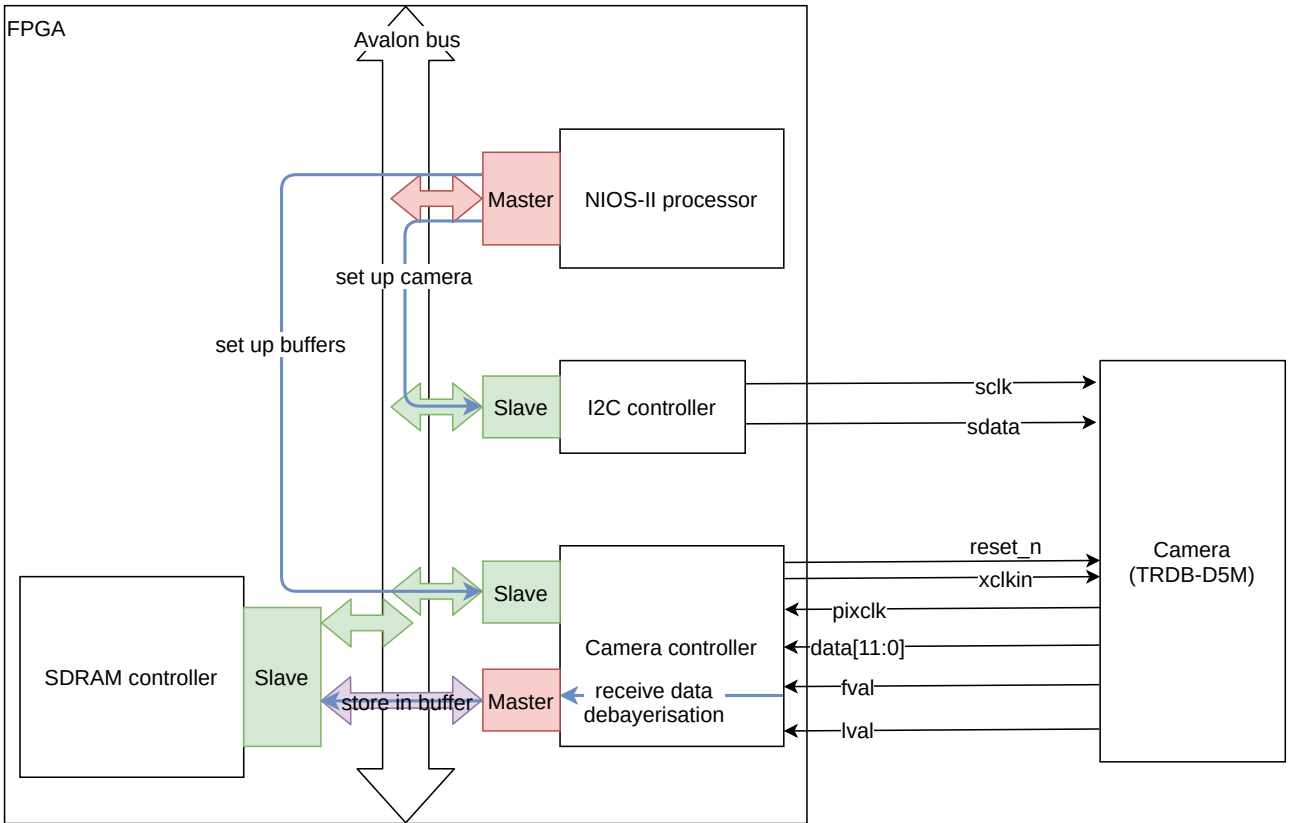 FPGA
Avalon bus
Master
NIOS-II processor
set up camera
set up buffers
Slave
I2C controller
sclk
sdata
Camera
(TRDB-D5M)
reset_n
xclkin
pixclk
data[11:0]
fval
lval
Slave
Camera controller
SDRAM controller
Slave
store in buffer
Master
receive data
debayerisation